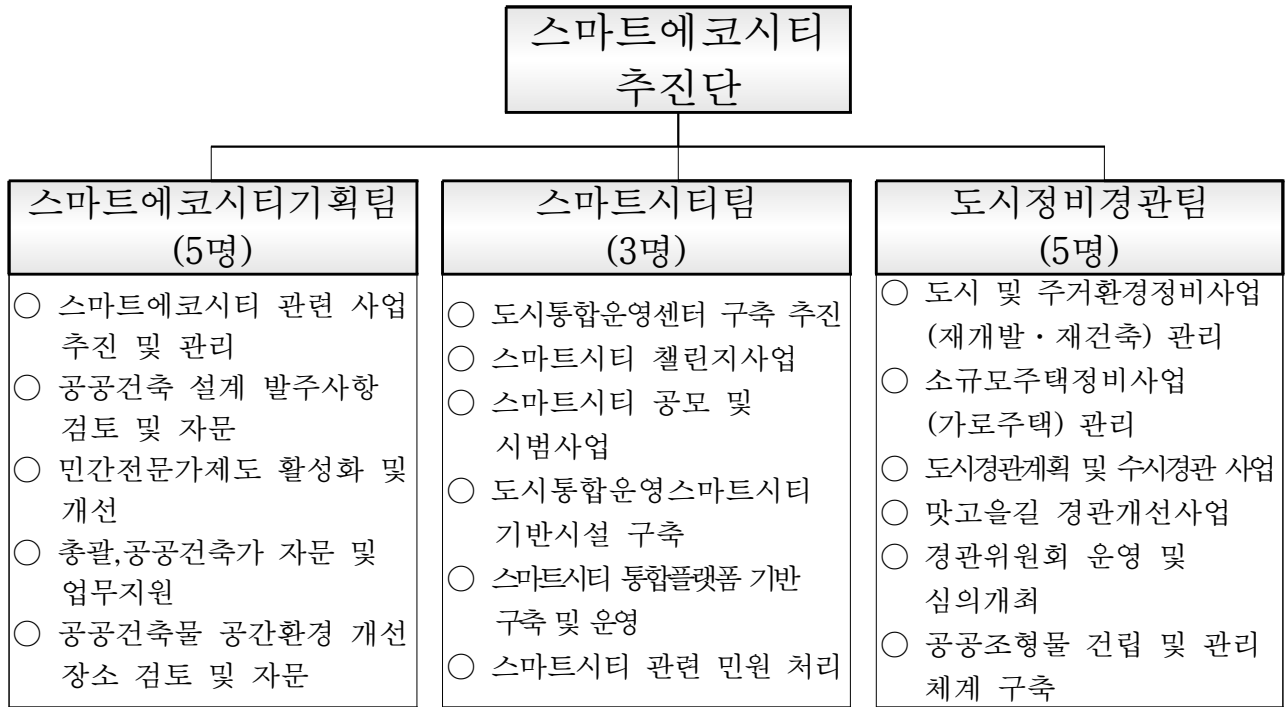 스마트에코시티
추진단
스마트에코시티기획팀
(5명)
○ 스마트에코시티 관련 사업
추진 및 관리
○ 공공건축 설계 발주사항
검토 및 자문
○ 민간전문가제도 활성화 및
개선
○ 총괄,공공건축가 자문 및
업무지원
○ 공공건축물 공간환경 개선
장소 검토 및 자문
스마트시티팀
(3명)
○ 도시통합운영센터 구축 추진
○ 스마트시티 챌린지사업
○ 스마트시티 공모 및
시범사업
○ 도시통합운영스마트시티
기반시설 구축
○ 스마트시티 통합플랫폼 기반
구축 및 운영
○ 스마트시티 관련 민원 처리
도시정비경관팀
(5명)
○ 도시 및 주거환경정비사업
(재개발・재건축) 관리
○ 소규모주택정비사업
(가로주택) 관리
○ 도시경관계획 및 수시경관 사업
○ 맛고을길 경관개선사업
○ 경관위원회 운영 및
심의개최
○ 공공조형물 건립 및 관리
체계 구축